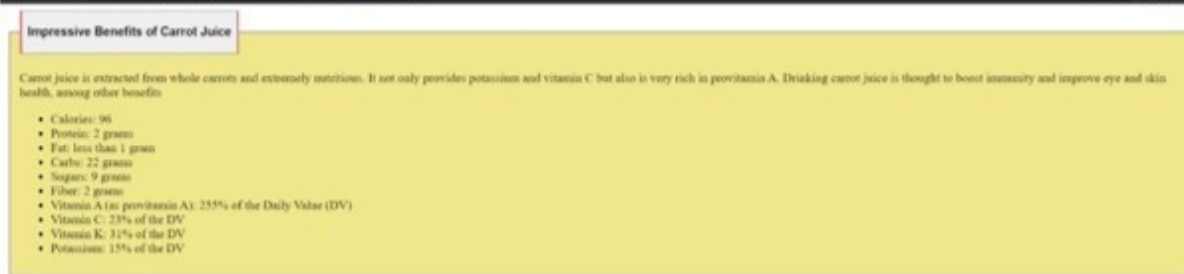 Impressive Benefits of Carrot Juice
Carrot juice is extracted from whole carrots and extremely nutritious. It not only provides potassium and vitamin C but also is very rich in provitamin A. Drinking carrot juice is thought to boost immunity and improve eye and skin
health, among other benefits
• Calories: 96
• Protein: 2 grams
• Fat: less than 1 gram
• Carbs: 22 grams
• Sugars: 9 grams
• Fiber: 2 grams
• Vitamin A (as provitamin A): 255% of the Daily Value (DV)
• Vitamin C: 23% of the DV
• Vitamin K: 31% of the DV
• Potassium: 15% of the DV